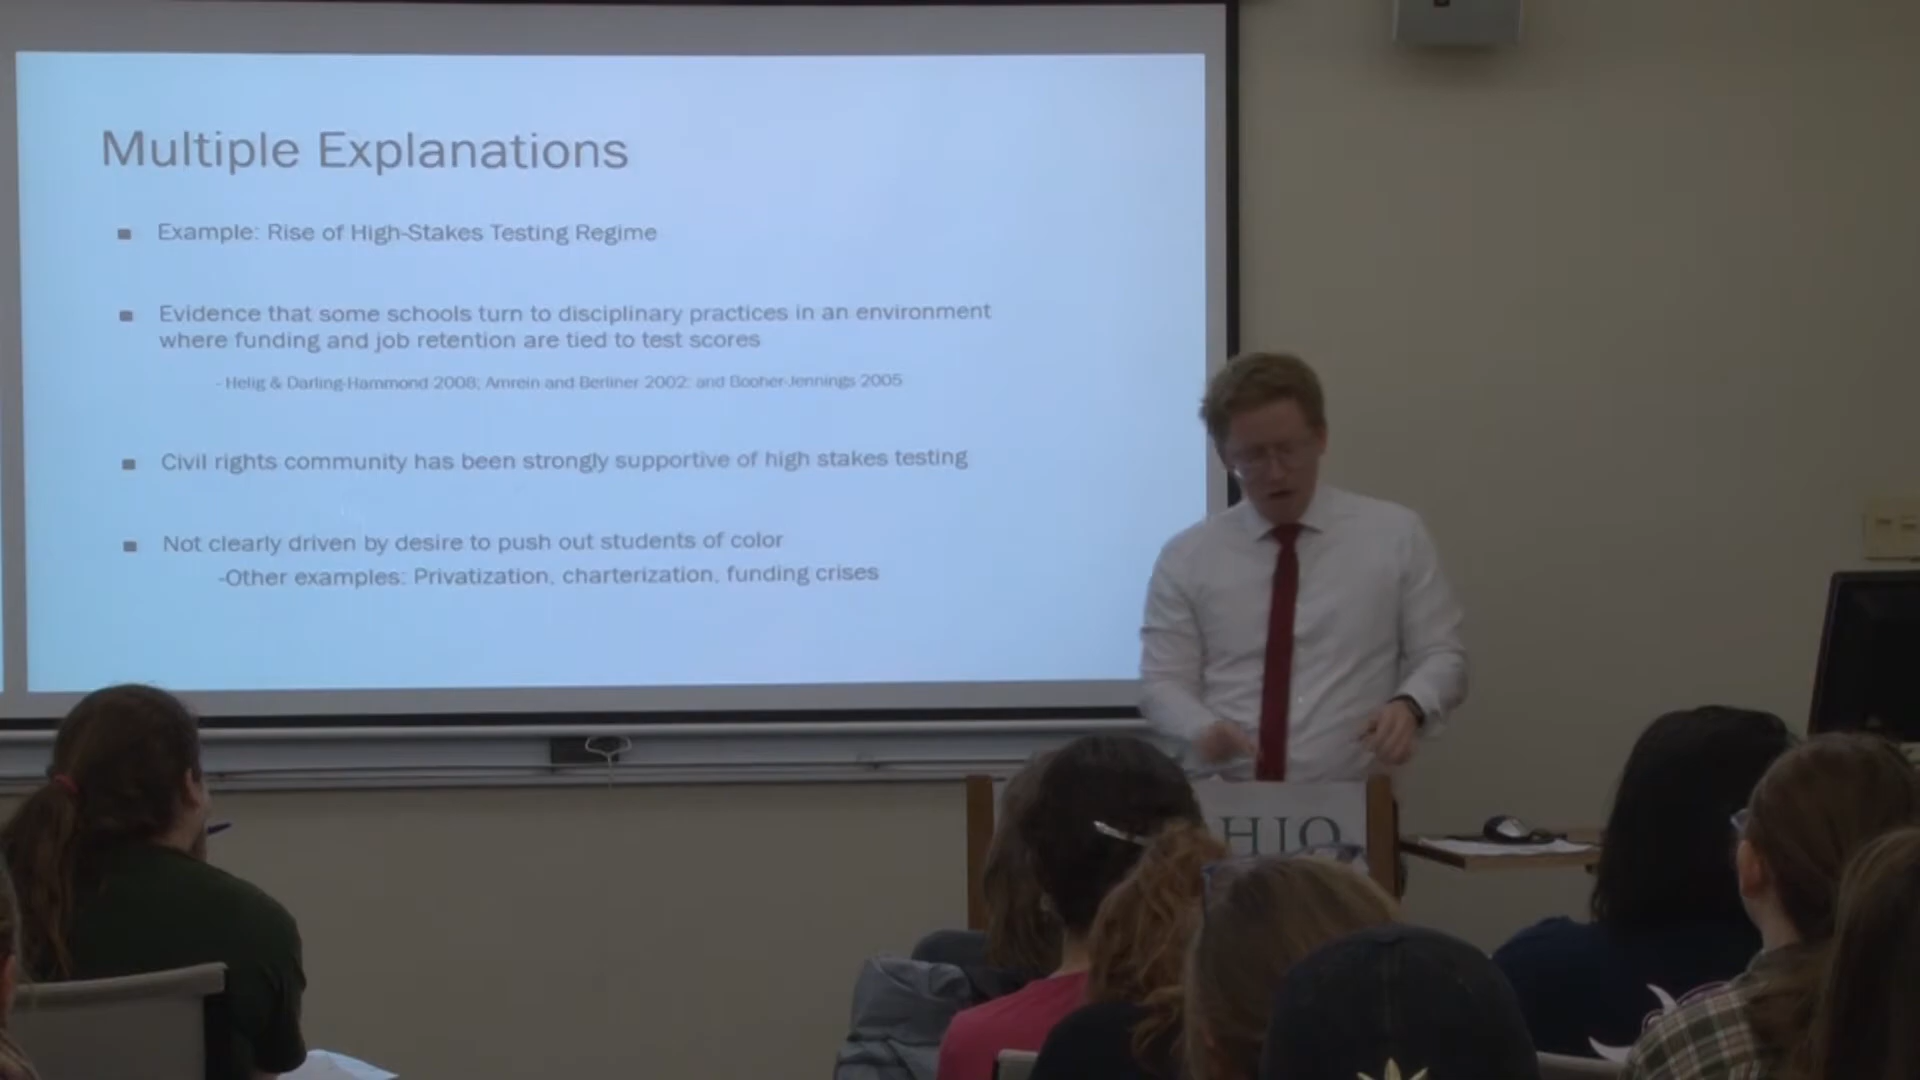 Multiple Explanations
Example: Rise of High-Stakes Testing Regime
Evidence that some schools turn to disciplinary practices in an environment
where funding and job retention are tied to test scores
- Heilig & Darling-Hammond 2008; Amrein and Berliner 2002; and Booher-Jennings 2005
Civil rights community has been strongly supportive of high stakes testing
Not clearly driven by desire to push out students of color
-Other examples: Privatization, charterization, funding crises
HIO